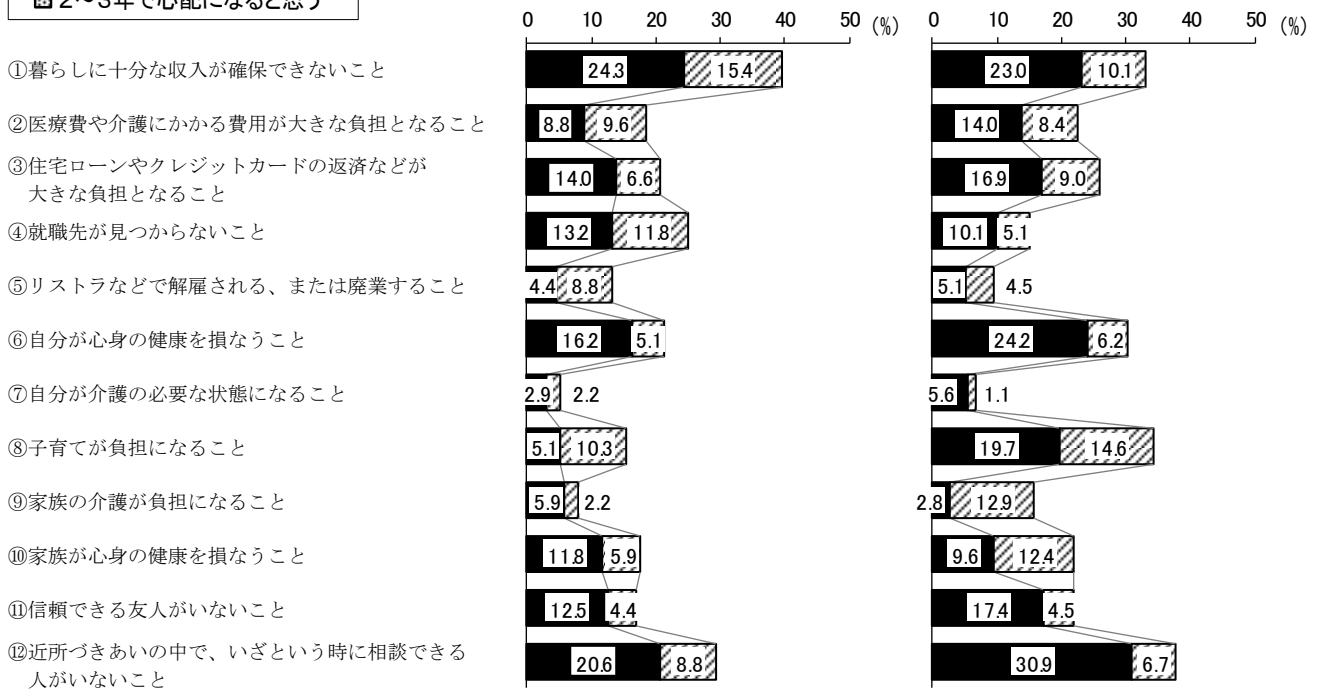 2～3年で心配になると思う
0 10 20 30 40 50 (%)
0 10 20 30 40 50 (%)
①暮らしに十分な収入が確保できないこと 24.3 15.4 23.0 10.1
②医療費や介護にかかる費用が大きな負担となること 8.8 9.6 14.0 8.4
③住宅ローンやクレジットカードの返済などが
大きな負担となること 14.0 6.6 16.9 9.0
④就職先が見つからないこと 13.2 11.8 10.1 5.1
⑤リストラなどで解雇される、または廃業すること 4.4 8.8 5.1 4.5
⑥自分が心身の健康を損なうこと 16.2 5.1 24.2 6.2
⑦自分が介護の必要な状態になること 2.9 2.2 5.6 1.1
⑧子育てが負担になること 5.1 10.3 19.7 14.6
⑨家族の介護が負担になること 5.9 2.2 2.8 12.9
⑩家族が心身の健康を損なうこと 11.8 5.9 9.6 12.4
⑪信頼できる友人がいないこと 12.5 4.4 17.4 4.5
⑫近所づきあいの中で、いざという時に相談できる
人がいないこと 20.6 8.8 30.9 6.7